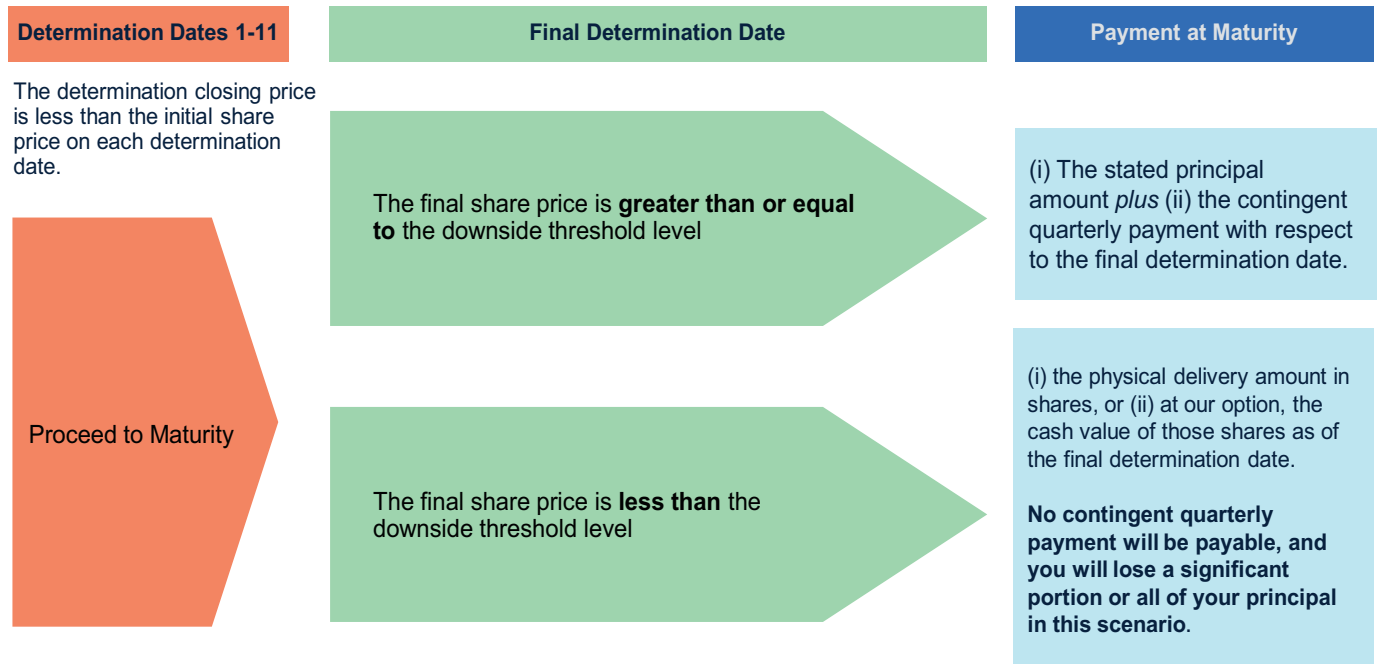 Determination Dates 1-11
Final Determination Date
Payment at Maturity
The determination closing price
is less than the initial share
price on each determination
date.
Proceed to Maturity
The final share price is greater than or equal
to the downside threshold level
(i) The stated principal
amount plus (ii) the contingent
quarterly payment with respect
to the final determination date.
The final share price is less than the
downside threshold level
(i) the physical delivery amount in
shares, or (ii) at our option, the
cash value of those shares as of
the final determination date.
No contingent quarterly
payment will be payable, and
you will lose a significant
portion or all of your principal
in this scenario.